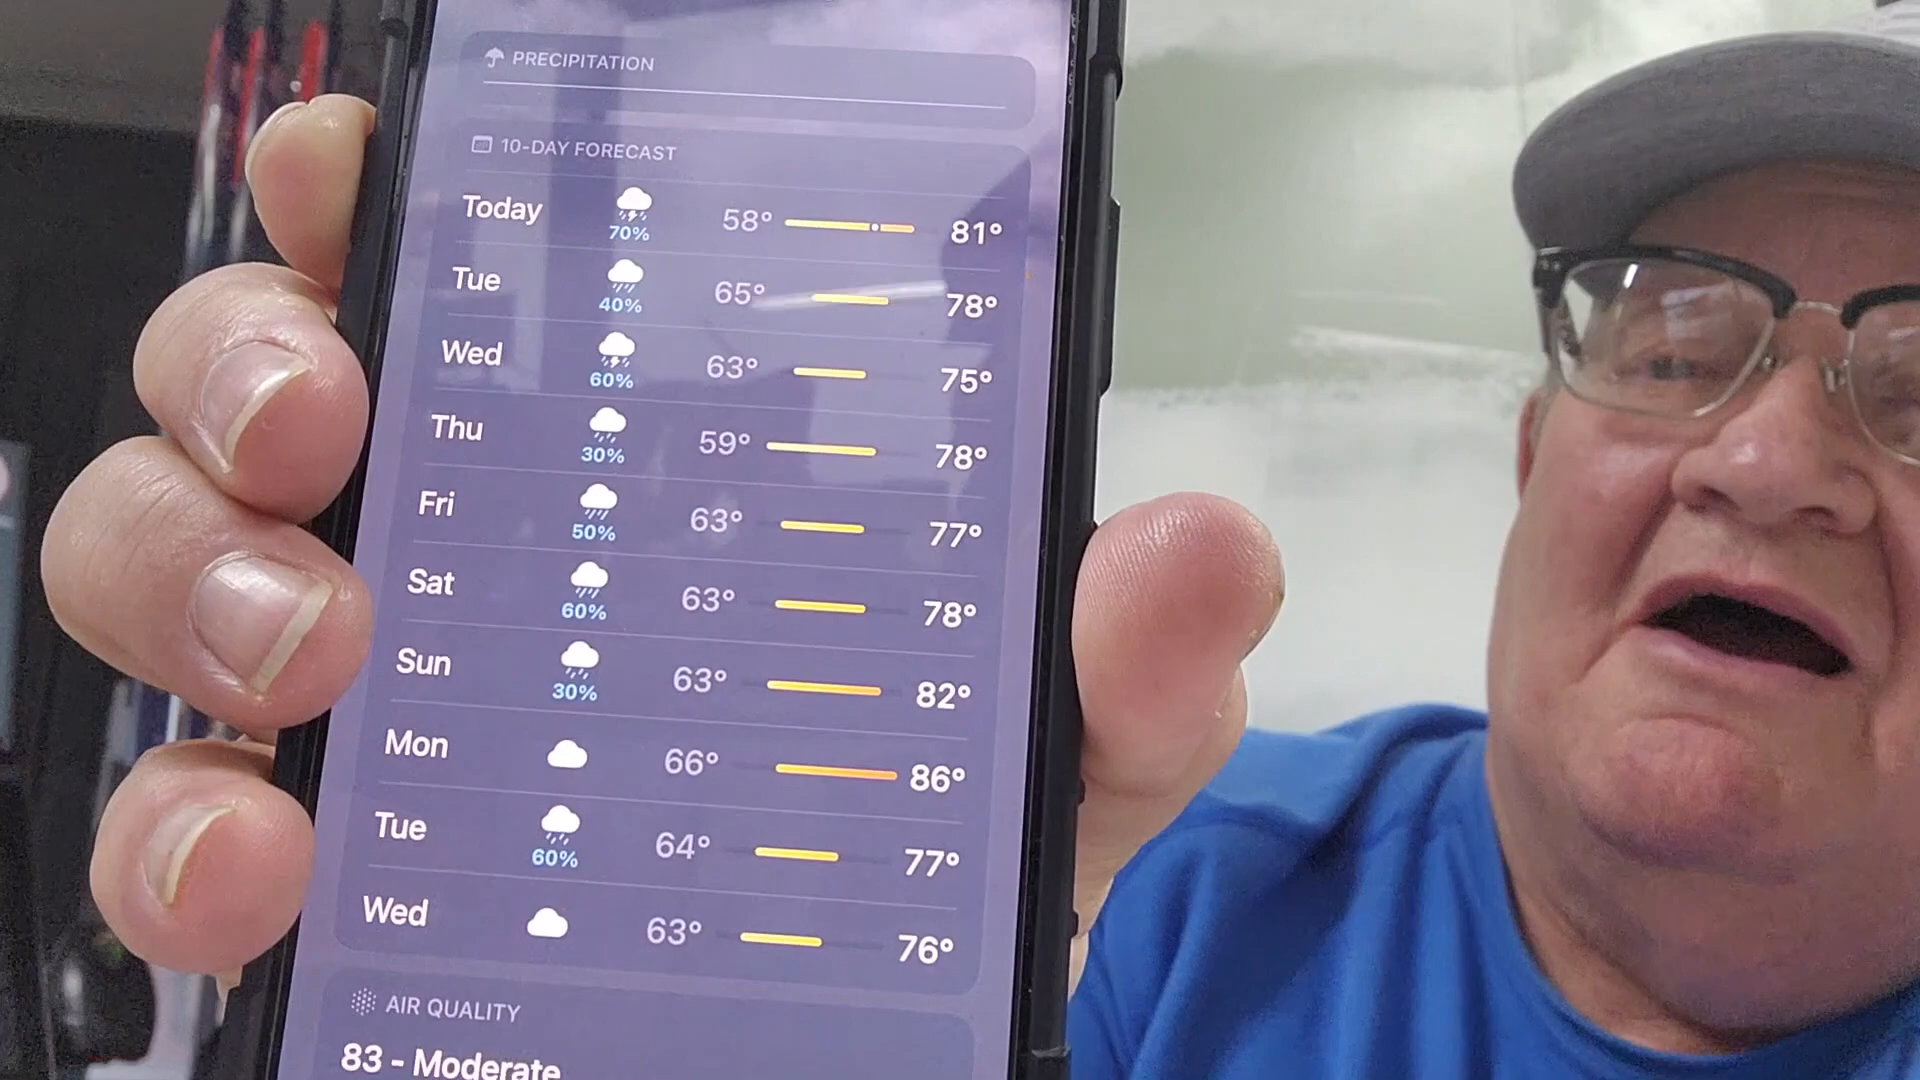 PRECIPITATION
10-DAY FORECAST
Today 70% 58° 81°
Tue 40% 65° 78°
Wed 60% 63° 75°
Thu 30% 59° 78°
Fri 50% 63° 77°
Sat 60% 63° 78°
Sun 30% 63° 82°
Mon 66° 86°
Tue 60% 64° 77°
Wed 63° 76°
AIR QUALITY
83 - Moderate